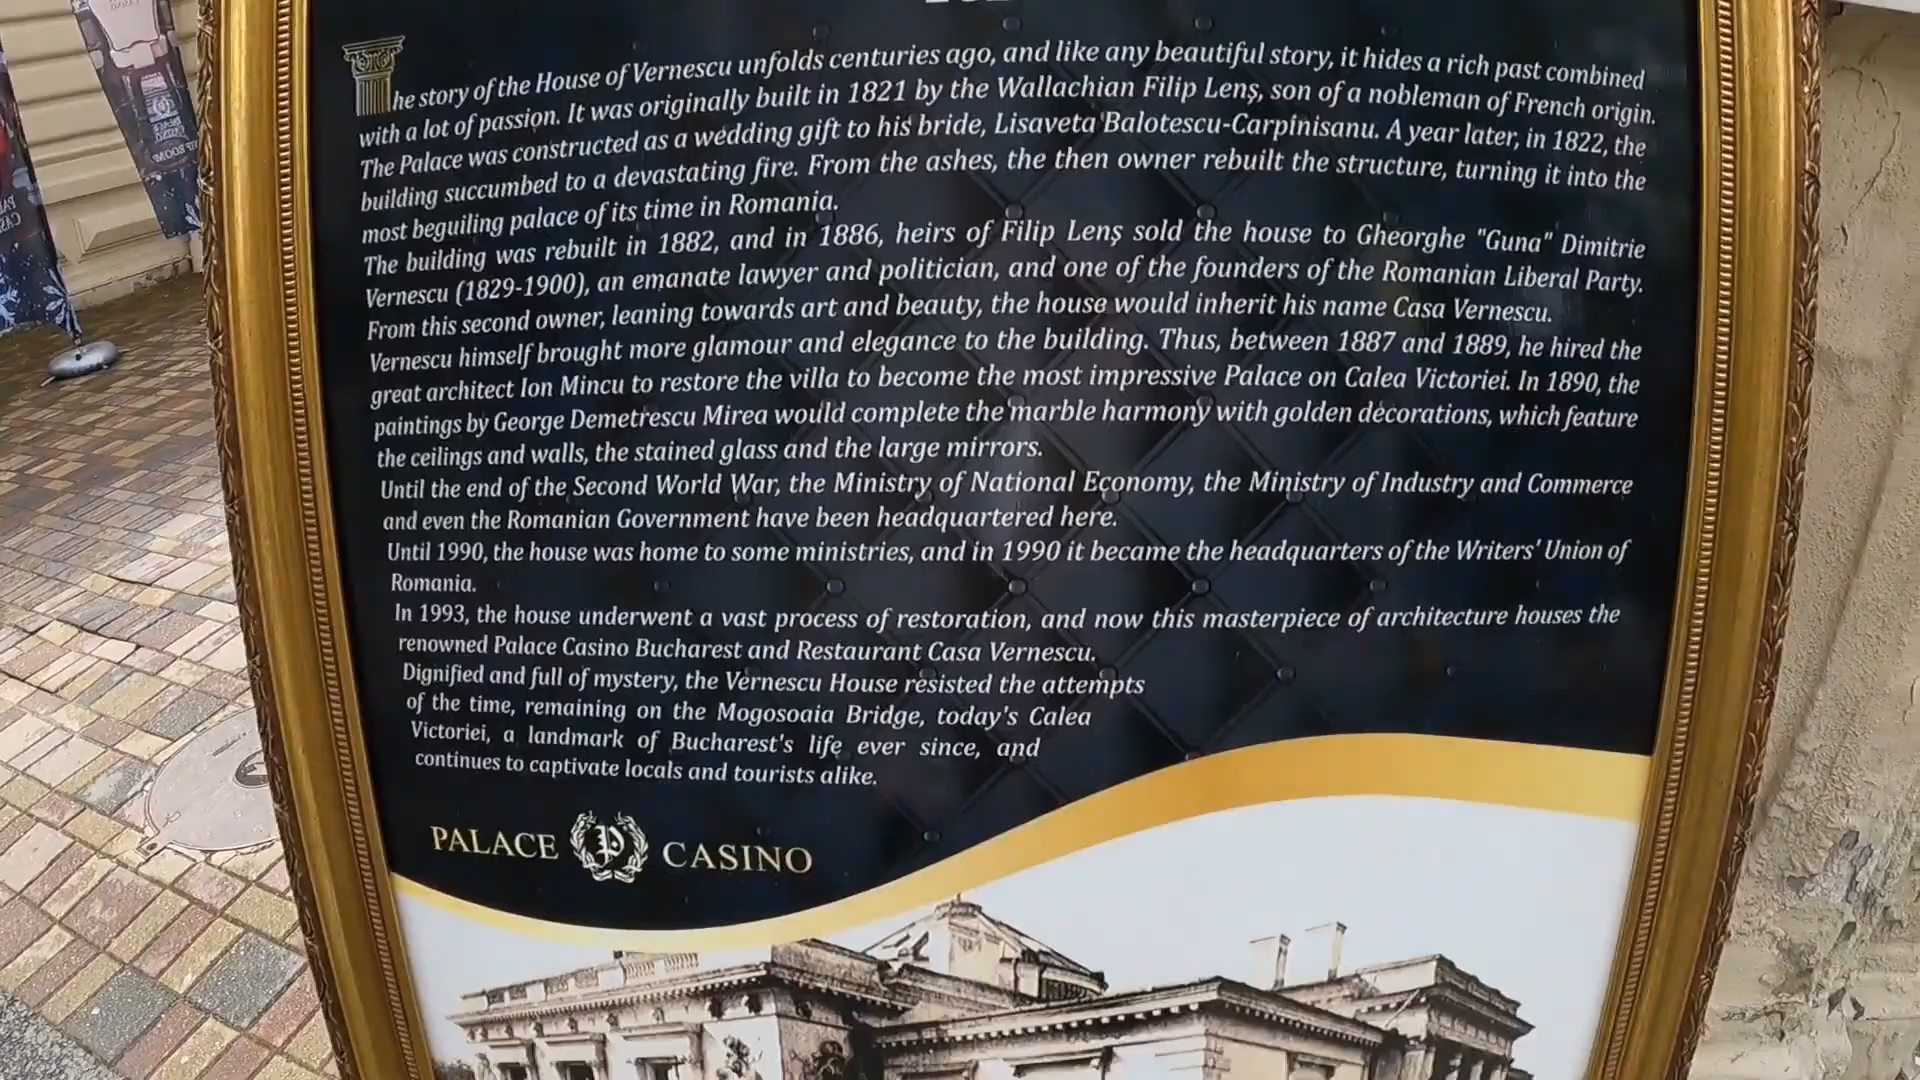 The story of the House of Vernescu unfolds centuries ago, and like any beautiful story, it hides a rich past combined
with a lot of passion. It was originally built in 1821 by the Wallachian Filip Lenş, son of a nobleman of French origin.
The Palace was constructed as a wedding gift to his bride, Lisaveta Balotescu-Carpinisanu. A year later, in 1822, the
building succumbed to a devastating fire. From the ashes, the then owner rebuilt the structure, turning it into the
most beguiling palace of its time in Romania.
The building was rebuilt in 1882, and in 1886, heirs of Filip Lenş sold the house to Gheorghe "Guna" Dimitrie
Vernescu (1829-1900), an emanate lawyer and politician, and one of the founders of the Romanian Liberal Party.
From this second owner, leaning towards art and beauty, the house would inherit his name Casa Vernescu.
Vernescu himself brought more glamour and elegance to the building. Thus, between 1887 and 1889, he hired the
great architect Ion Mincu to restore the villa to become the most impressive Palace on Calea Victoriei. In 1890, the
paintings by George Demetrescu Mirea would complete the marble harmony with golden decorations, which feature
the ceilings and walls, the stained glass and the large mirrors.
Until the end of the Second World War, the Ministry of National Economy, the Ministry of Industry and Commerce
and even the Romanian Government have been headquartered here.
Until 1990, the house was home to some ministries, and in 1990 it became the headquarters of the Writers' Union of
Romania.
In 1993, the house underwent a vast process of restoration, and now this masterpiece of architecture houses the
renowned Palace Casino Bucharest and Restaurant Casa Vernescu.
Dignified and full of mystery, the Vernescu House resisted the attempts
of the time, remaining on the Mogosoaia Bridge, today's Calea
Victoriei, a landmark of Bucharest's life ever since, and
continues to captivate locals and tourists alike.
PALACE P CASINO